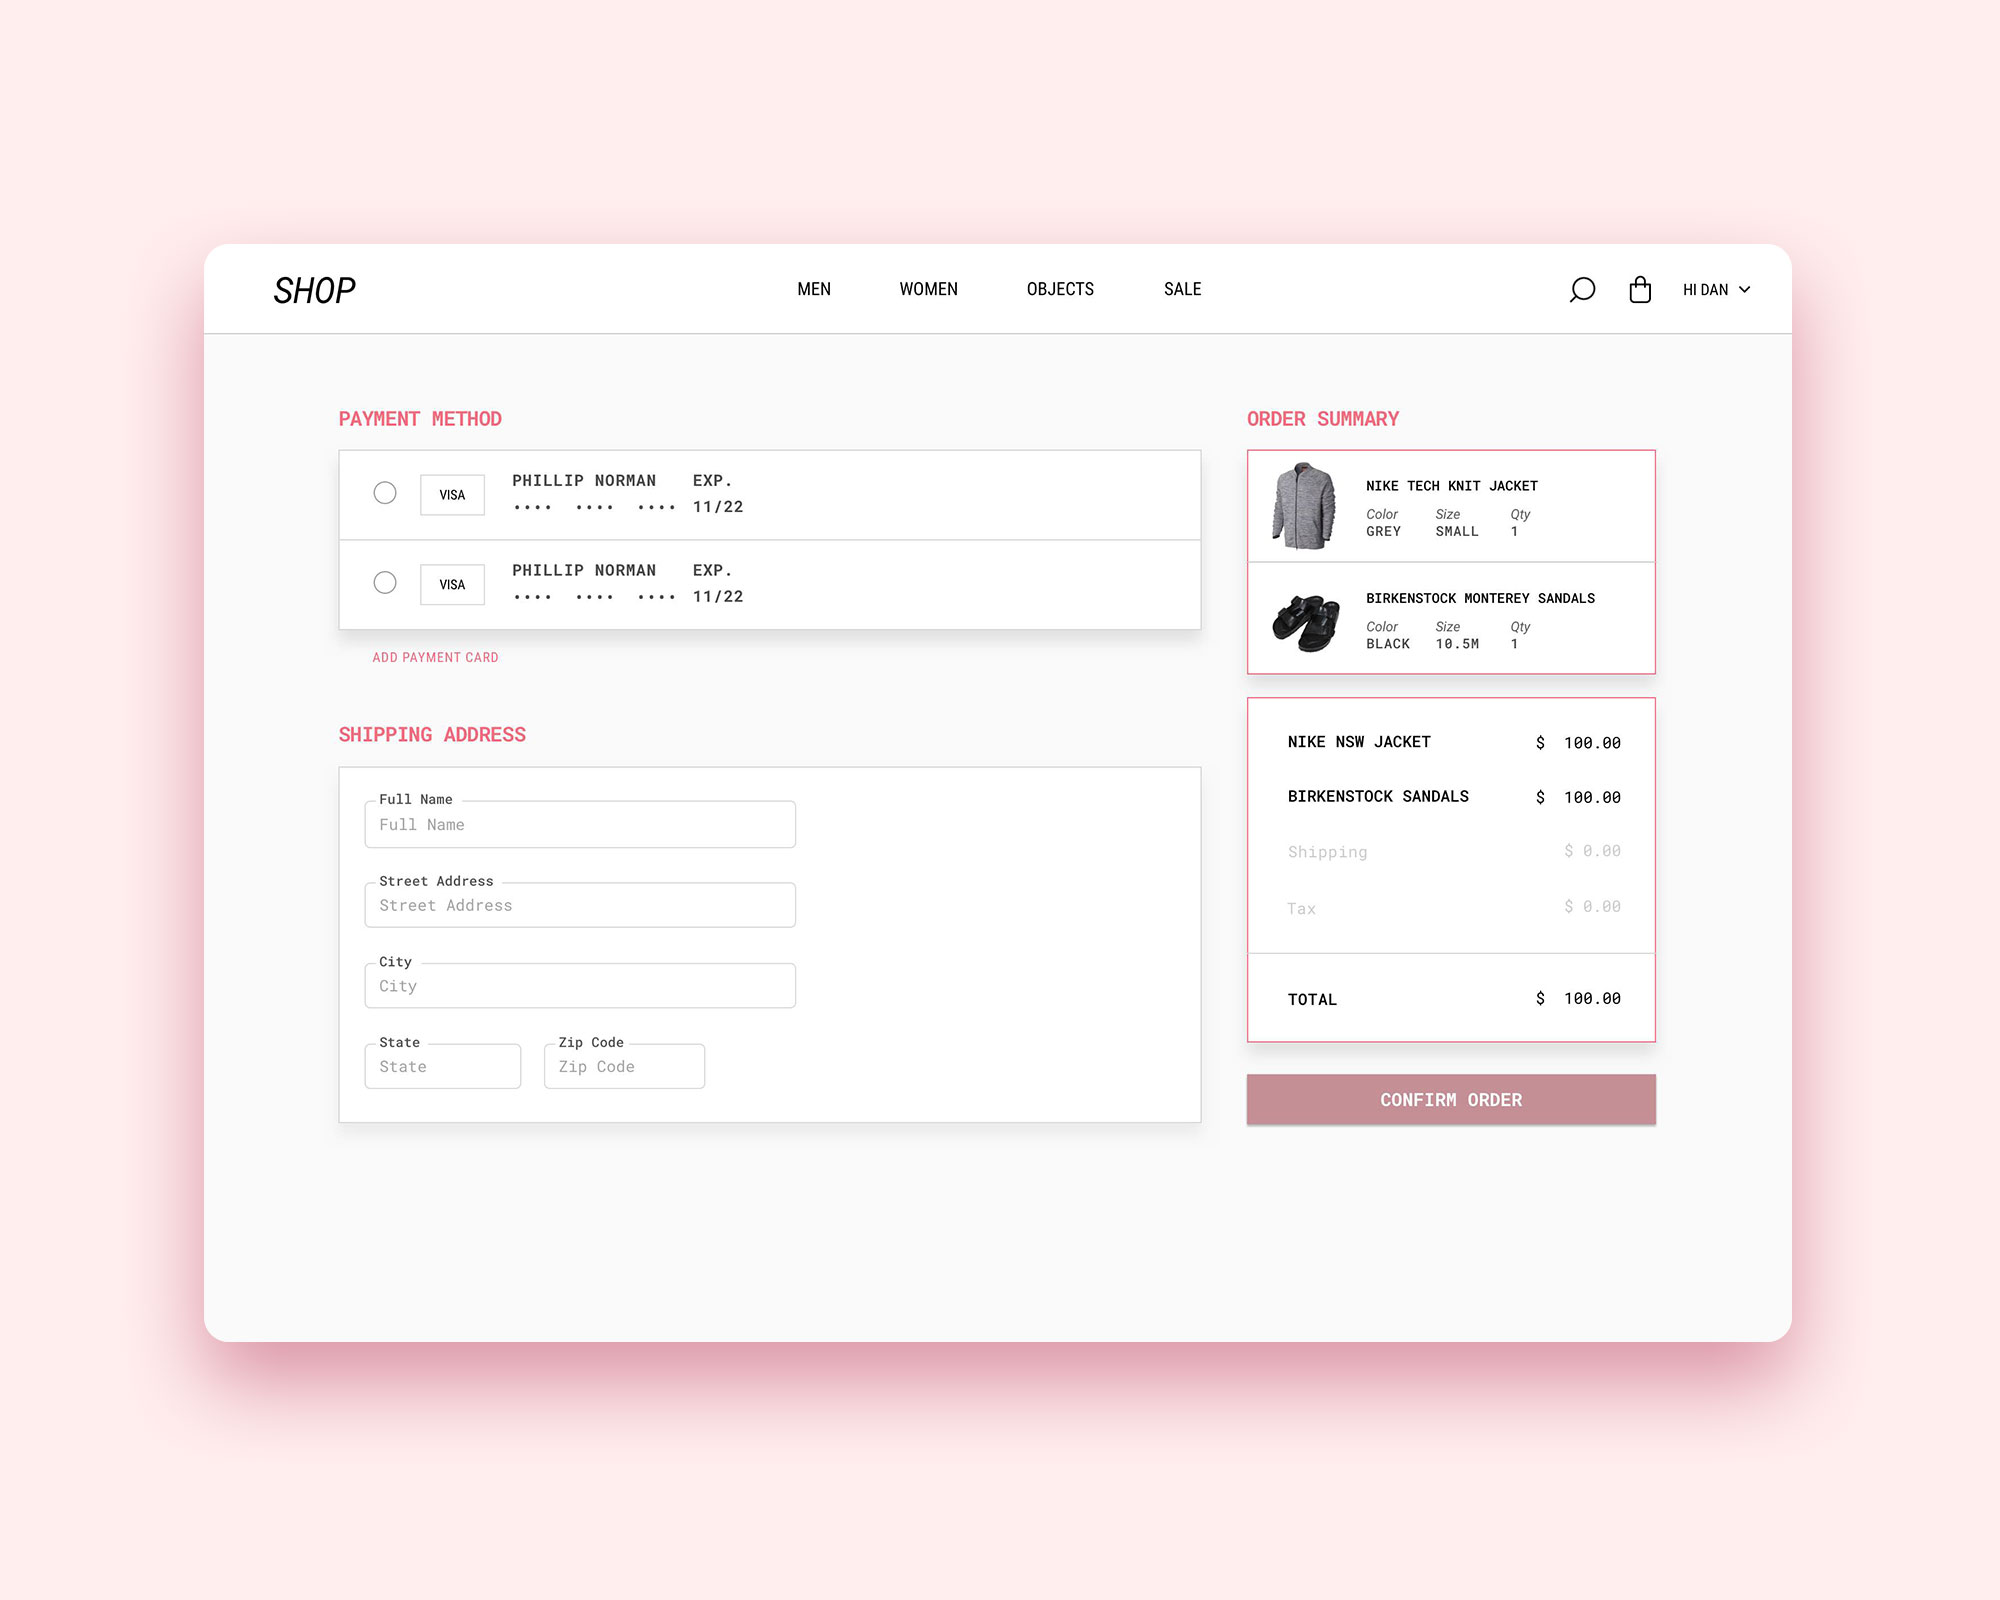 SHOP
MEN WOMEN OBJECTS SALE
HI DAN
PAYMENT METHOD
VISA
PHILLIP NORMAN EXP.
•••• •••• •••• 11/22
VISA
PHILLIP NORMAN EXP.
•••• •••• •••• 11/22
ADD PAYMENT CARD
SHIPPING ADDRESS
Full Name
Full Name
Street Address
Street Address
City
City
State
State
Zip Code
Zip Code
ORDER SUMMARY
NIKE TECH KNIT JACKET
Color Size Qty
GREY SMALL 1
BIRKENSTOCK MONTEREY SANDALS
Color Size Qty
BLACK 10.5M 1
NIKE NSW JACKET $ 100.00
BIRKENSTOCK SANDALS $ 100.00
Shipping $ 0.00
Tax $ 0.00
TOTAL $ 100.00
CONFIRM ORDER